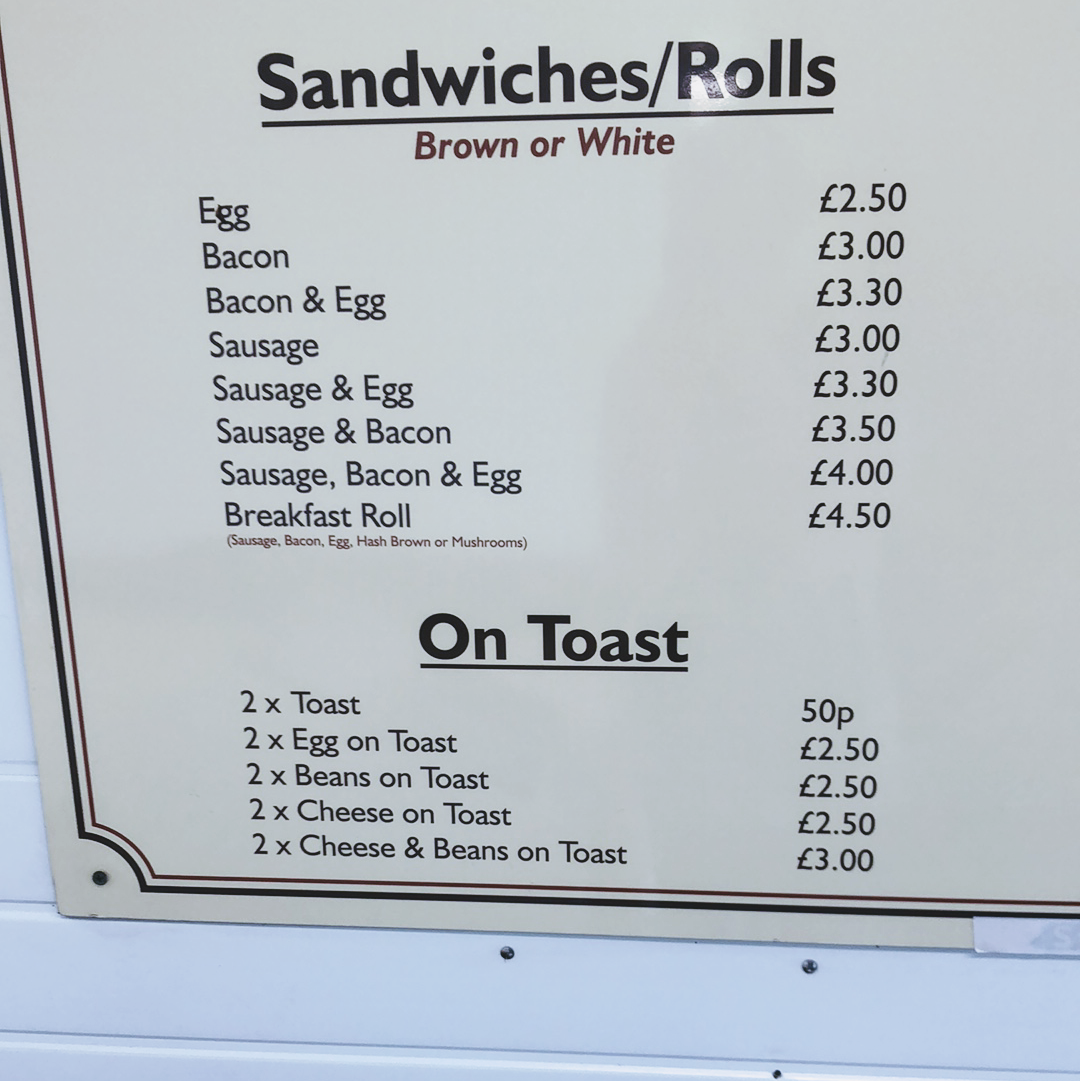 Sandwiches/Rolls
Brown or White
Egg £2.50
Bacon £3.00
Bacon & Egg £3.30
Sausage £3.00
Sausage & Egg £3.30
Sausage & Bacon £3.50
Sausage, Bacon & Egg £4.00
Breakfast Roll £4.50
(Sausage, Bacon, Egg, Hash Brown or Mushrooms)
On Toast
2 x Toast 50p
2 x Egg on Toast £2.50
2 x Beans on Toast £2.50
2 x Cheese on Toast £2.50
2 x Cheese & Beans on Toast £3.00